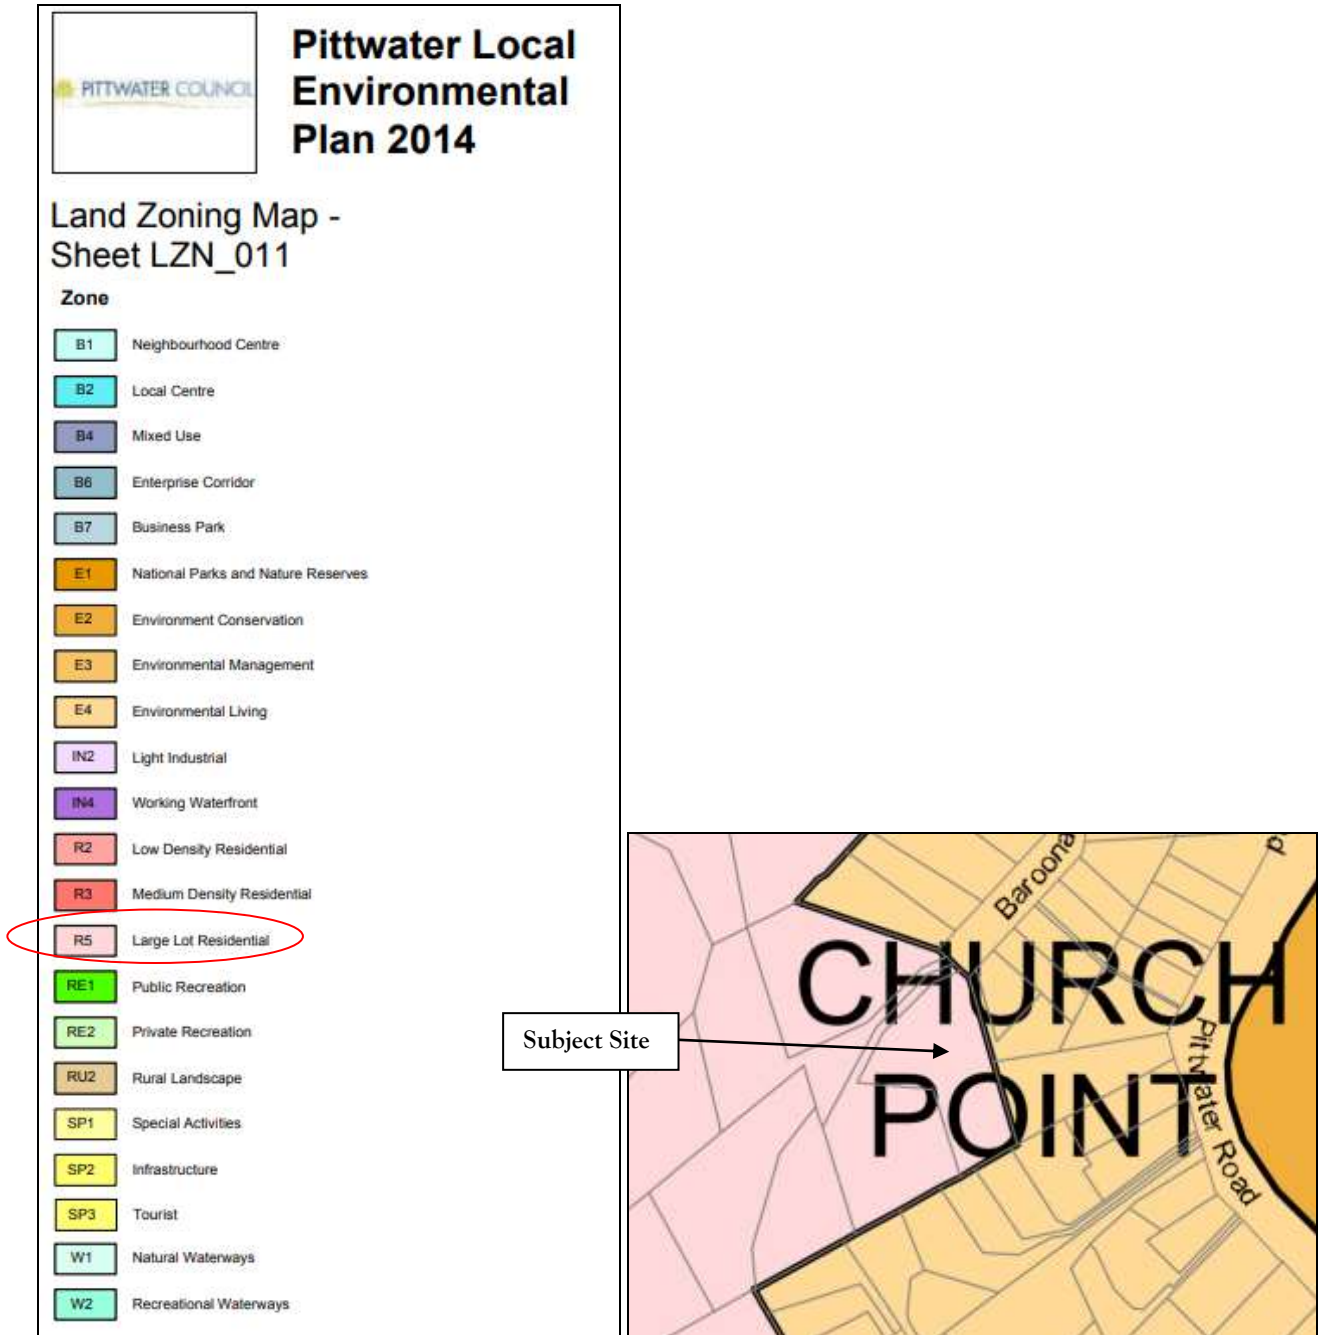 PITTWATER COUNCIL
Pittwater Local
Environmental
Plan 2014
Land Zoning Map -
Sheet LZN_011
Zone
B1 Neighbourhood Centre
B2 Local Centre
B4 Mixed Use
B6 Enterprise Corridor
B7 Business Park
E1 National Parks and Nature Reserves
E2 Environment Conservation
E3 Environmental Management
E4 Environmental Living
IN2 Light Industrial
IN4 Working Waterfront
R2 Low Density Residential
R3 Medium Density Residential
R5 Large Lot Residential
RE1 Public Recreation
RE2 Private Recreation
RU2 Rural Landscape
SP1 Special Activities
SP2 Infrastructure
SP3 Tourist
W1 Natural Waterways
W2 Recreational Waterways
Subject Site
Baroona
CHURCH
POINT
Pittwater Road